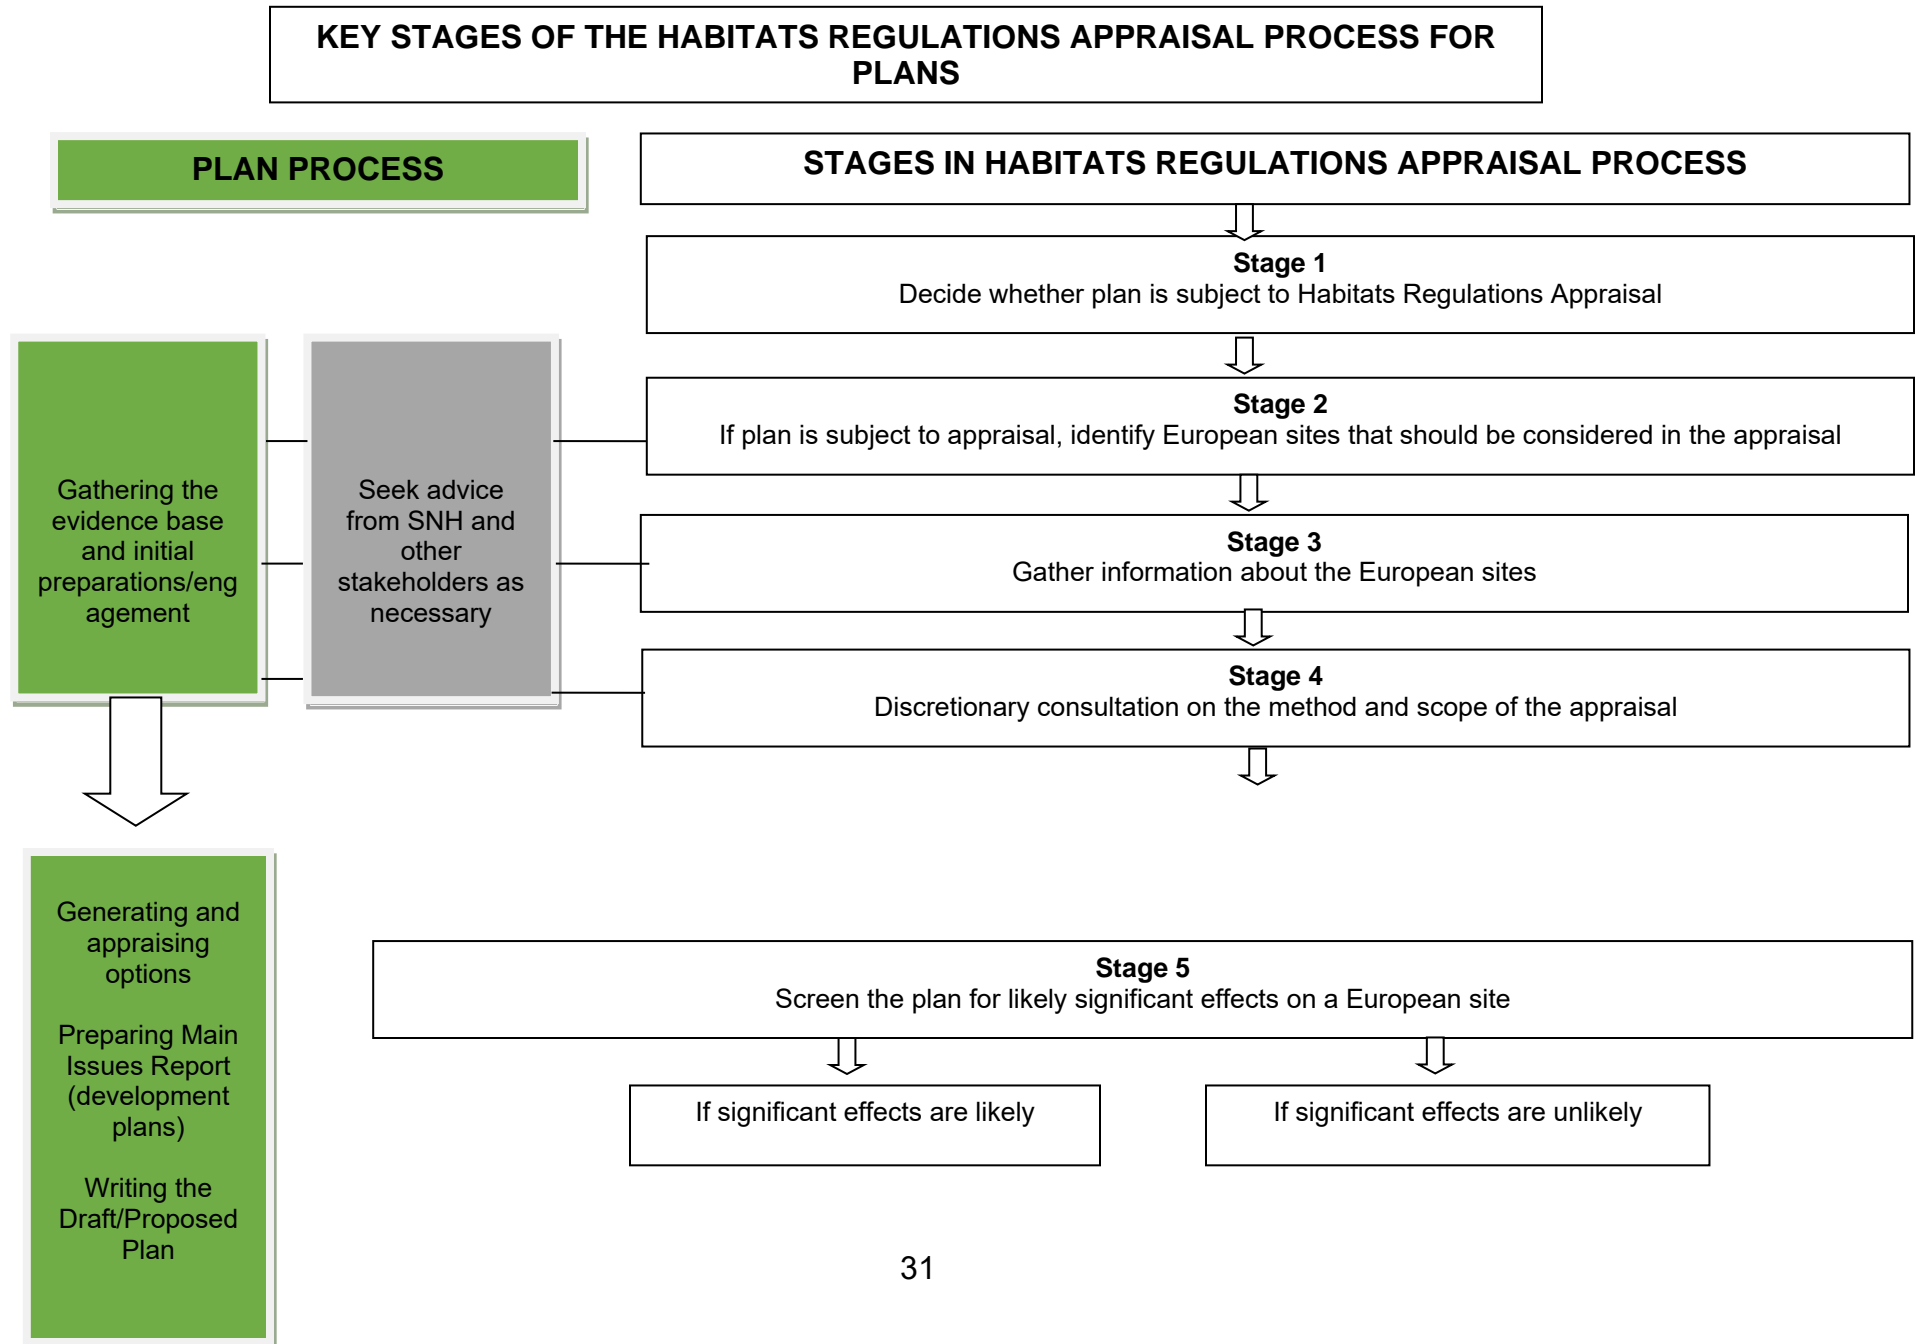 KEY STAGES OF THE HABITATS REGULATIONS APPRAISAL PROCESS FOR
PLANS
PLAN PROCESS
STAGES IN HABITATS REGULATIONS APPRAISAL PROCESS
Stage 1
Decide whether plan is subject to Habitats Regulations Appraisal
Gathering the
evidence base
and initial
preparations/eng
agement
Seek advice
from SNH and
other
stakeholders as
necessary
Stage 2
If plan is subject to appraisal, identify European sites that should be considered in the appraisal
Stage 3
Gather information about the European sites
Stage 4
Discretionary consultation on the method and scope of the appraisal
Generating and
appraising
options
Preparing Main
Issues Report
(development
plans)
Writing the
Draft/Proposed
Plan
Stage 5
Screen the plan for likely significant effects on a European site
If significant effects are likely
If significant effects are unlikely
31